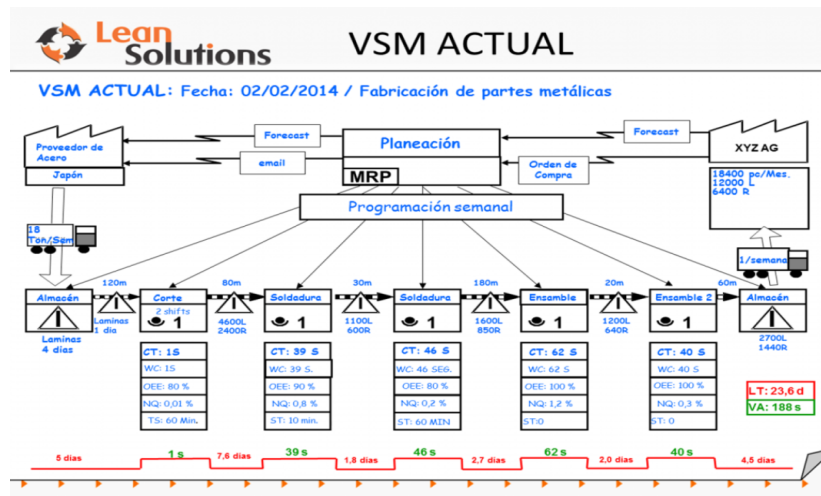 Lean
Solutions
VSM ACTUAL
VSM ACTUAL: Fecha: 02/02/2014 / Fabricación de partes metálicas
Proveedor de
Acero
Japón
Forecast
email
Planeación
MRP
Forecast
Orden de
Compra
XYZ AG
18400 pc/Mes.
12000 L
6400 R
Programación semanal
18
Ton/Sem
1/semana
120m
80m
30m
180m
20m
60m
Almacén
Laminas
4 dias
Laminas
1 dia
Corte
2 shifts
1
4600L
2400R
Soldadura
1
1100L
600R
Soldadura
1
1600L
850R
Ensamble
1
1200L
640R
Ensamble 2
1
Almacén
2700L
1440R
CT: 1S
WC: 1S
OEE: 80 %
NQ: 0,01 %
TS: 60 Min.
CT: 39 S
WC: 39 S.
OEE: 90 %
NQ: 0,8 %
ST: 10 min.
CT: 46 S
WC: 46 SEG.
OEE: 80 %
NQ: 0,2 %
ST: 60 MIN
CT: 62 S
WC: 62 S
OEE: 100 %
NQ: 1,2 %
ST:0
CT: 40 S
WC: 40 S
OEE: 100 %
NQ: 0,3 %
ST: 0
LT: 23,6 d
VA: 188 s
5 dias
1 s
7,6 dias
39 s
1,8 dias
46 s
2,7 dias
62 s
2,0 dias
40 s
4,5 dias